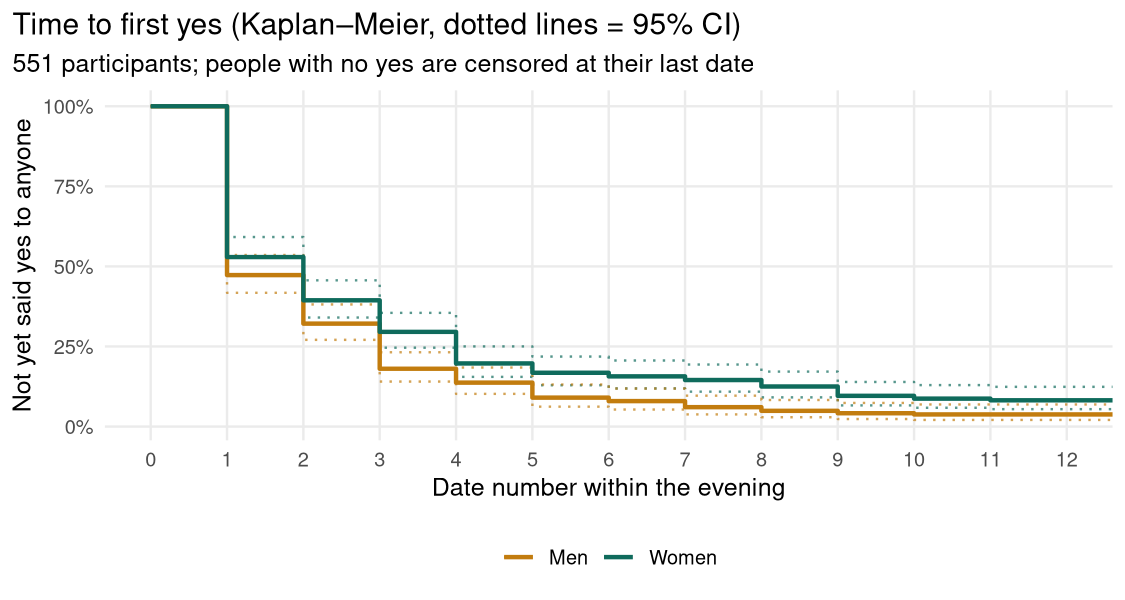 Time to first yes (Kaplan–Meier, dotted lines = 95% CI)
551 participants; people with no yes are censored at their last date
Not yet said yes to anyone
100%
75%
50%
25%
0%
0 1 2 3 4 5 6 7 8 9 10 11 12
Date number within the evening
Men Women